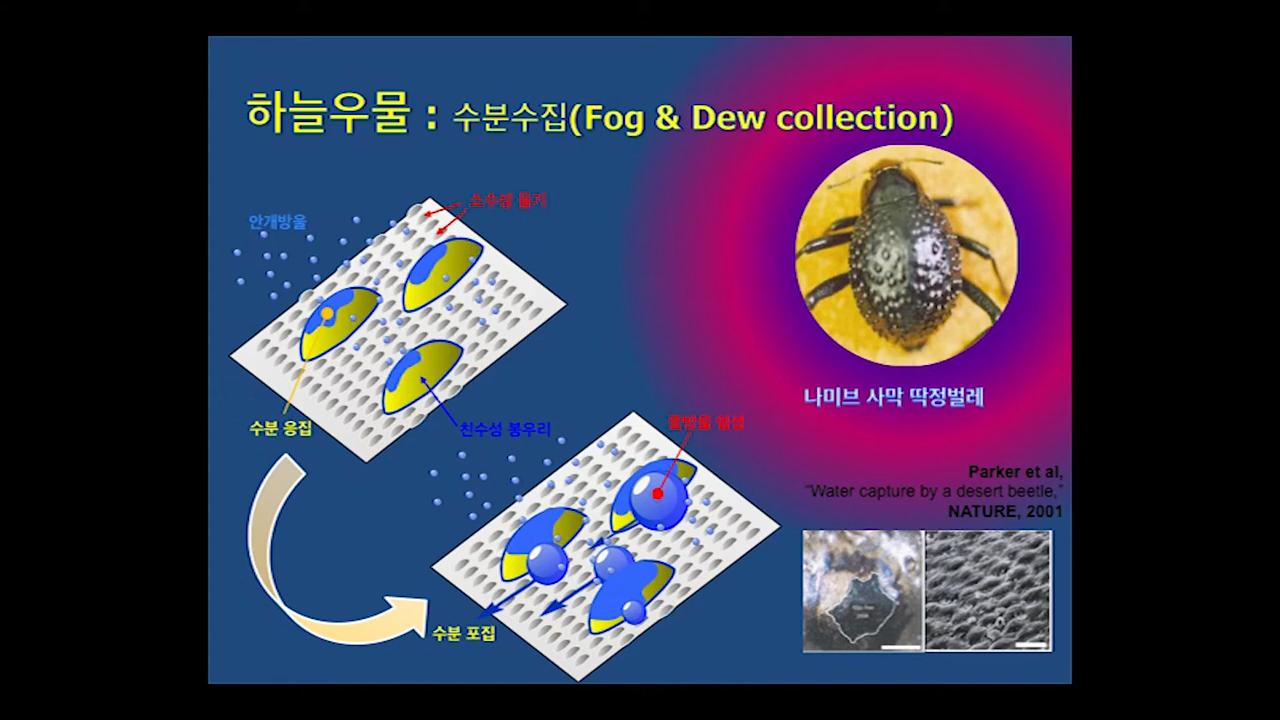 하늘우물 : 수분수집(Fog & Dew collection)
소수성 돌기
안개방울
수분 응집
친수성 봉우리
물방울 형성
수분 포집
나미브 사막 딱정벌레
Parker et al,
“Water capture by a desert beetle,”
NATURE, 2001